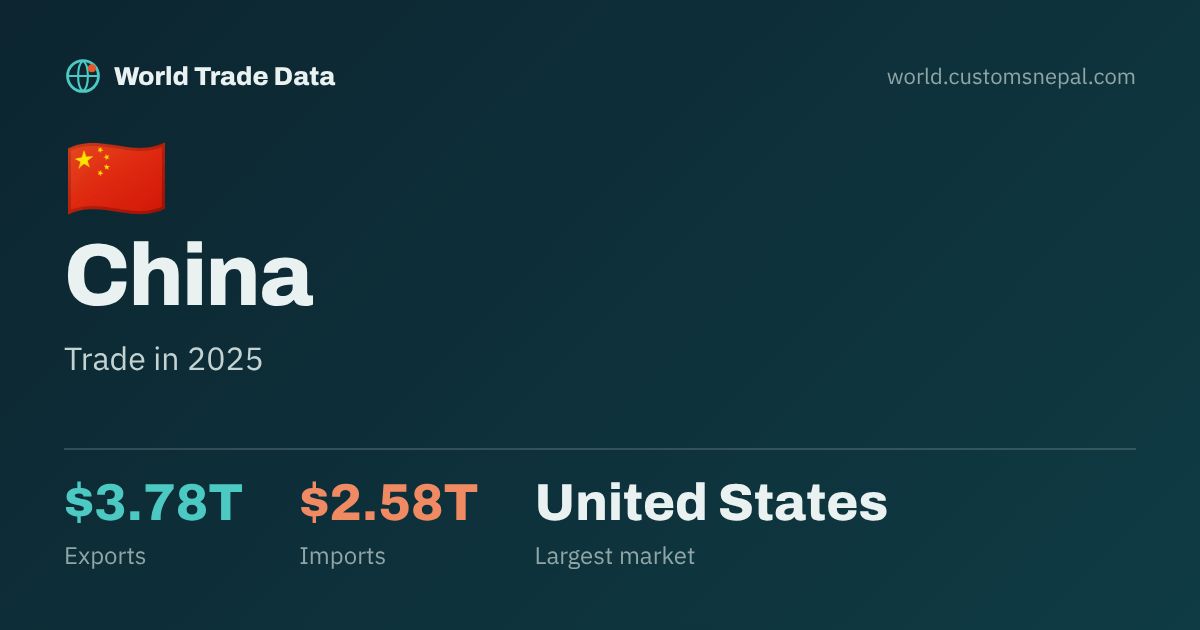 World Trade Data
world.customsnepal.com
China
Trade in 2025
$3.78T
Exports
$2.58T
Imports
United States
Largest market